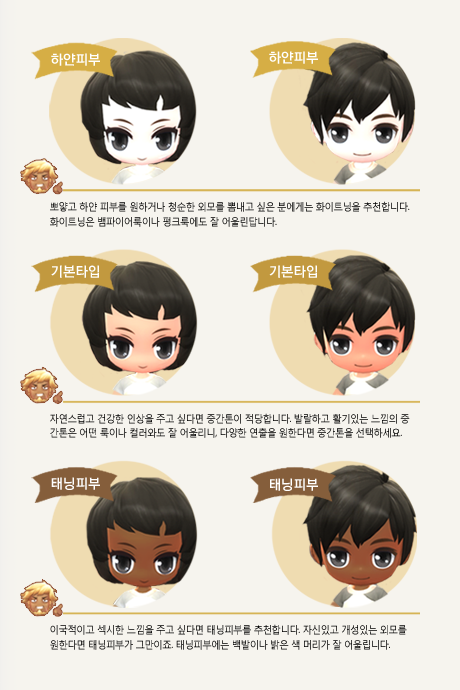 하얀피부
하얀피부
뽀얗고 하얀 피부를 원하거나 청순한 외모를 뽐내고 싶은 분에게는 화이트닝을 추천합니다.
화이트닝은 뱀파이어룩이나 펑크룩에도 잘 어울린답니다.
기본타입
기본타입
자연스럽고 건강한 인상을 주고 싶다면 중간톤이 적당합니다. 발랄하고 활기있는 느낌의 중
간톤은 어떤 룩이나 컬러와도 잘 어울리니, 다양한 연출을 원한다면 중간톤을 선택하세요.
태닝피부
태닝피부
이국적이고 섹시한 느낌을 주고 싶다면 태닝피부를 추천합니다. 자신있고 개성있는 외모를
원한다면 태닝피부가 그만이죠. 태닝피부에는 백발이나 밝은 색 머리가 잘 어울립니다.